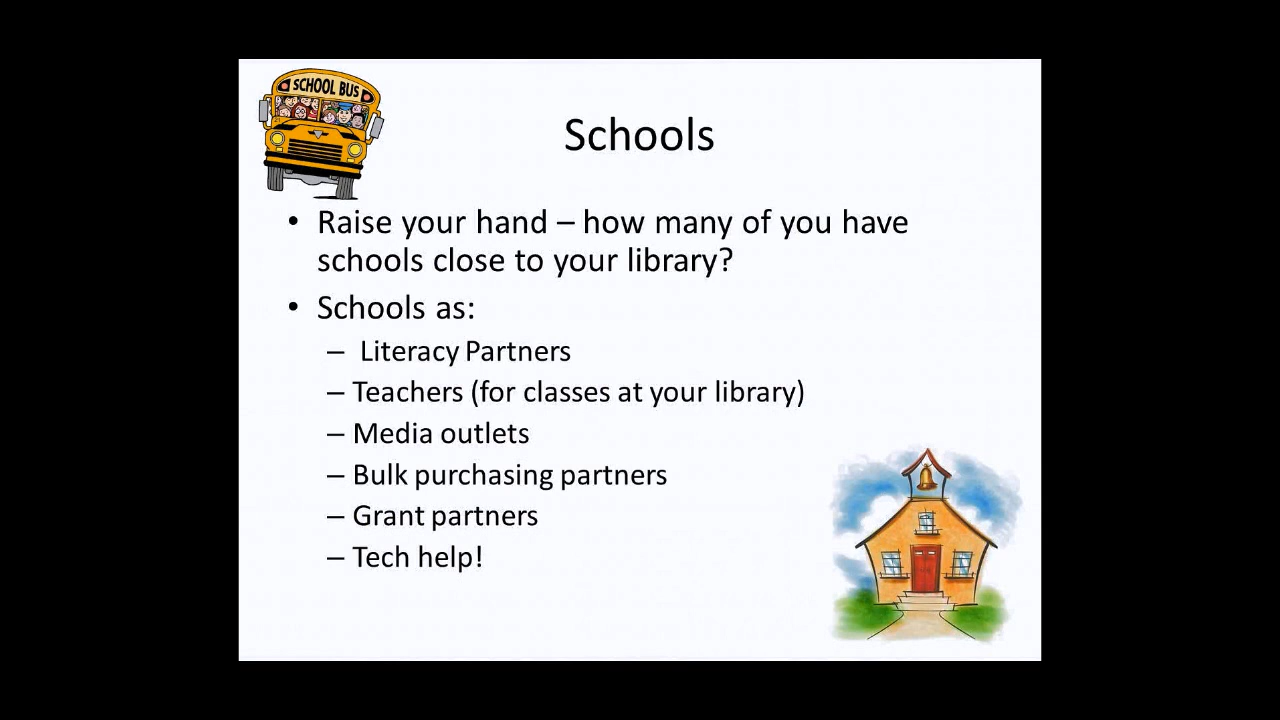 SCHOOL BUS
Schools
• Raise your hand – how many of you have
schools close to your library?
• Schools as:
– Literacy Partners
– Teachers (for classes at your library)
– Media outlets
– Bulk purchasing partners
– Grant partners
– Tech help!